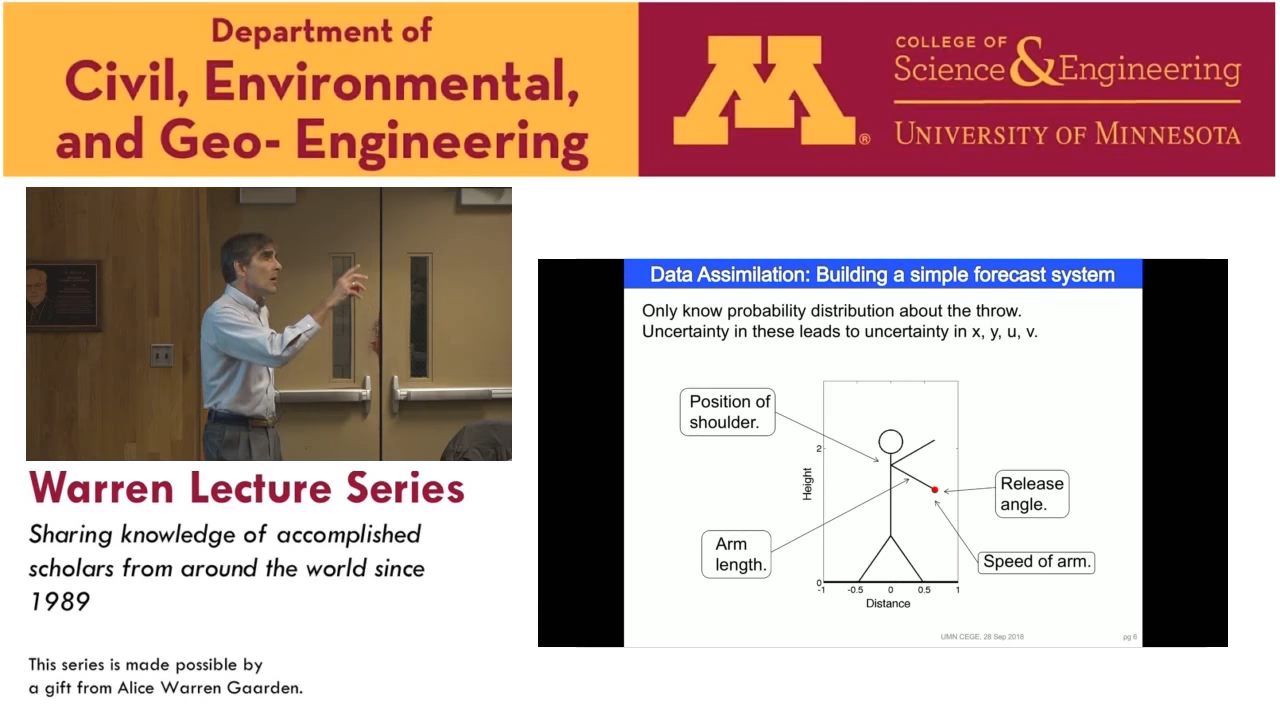 Department of
Civil, Environmental,
and Geo- Engineering
M
®
COLLEGE OF
Science & Engineering
UNIVERSITY OF MINNESOTA
Warren Lecture Series
Sharing knowledge of accomplished
scholars from around the world since
1989
This series is made possible by
a gift from Alice Warren Gaarden.
Data Assimilation: Building a simple forecast system
Only know probability distribution about the throw.
Uncertainty in these leads to uncertainty in x, y, u, v.
Position of
shoulder.
Arm
length.
Release
angle.
Speed of arm.
Height
2
0
-1 -0.5 0 0.5 1
Distance
UMN CEGE, 28 Sep 2018
pg 6